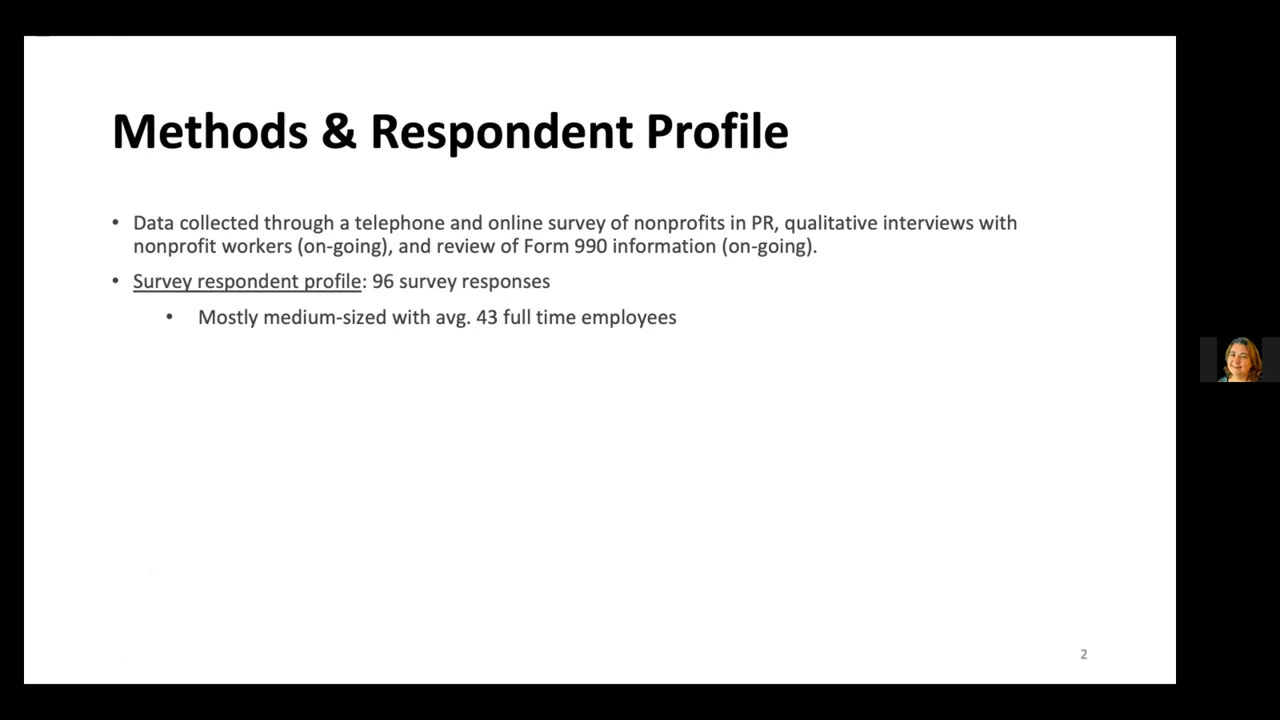 Methods & Respondent Profile
• Data collected through a telephone and online survey of nonprofits in PR, qualitative interviews with
nonprofit workers (on-going), and review of Form 990 information (on-going).
• Survey respondent profile: 96 survey responses
• Mostly medium-sized with avg. 43 full time employees
2